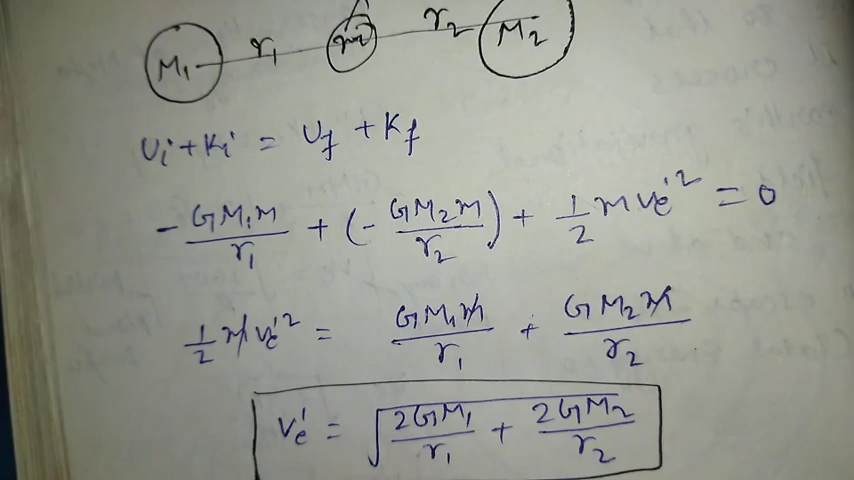 M₁ r₁ m r₂ M₂
Ui + Ki = Uf + Kf
- GM₁m/r₁ + (- GM₂m/r₂) + 1/2 m ve'² = 0
1/2 m ve'² = GM₁m/r₁ + GM₂m/r₂
ve' = √(2GM₁/r₁ + 2GM₂/r₂)